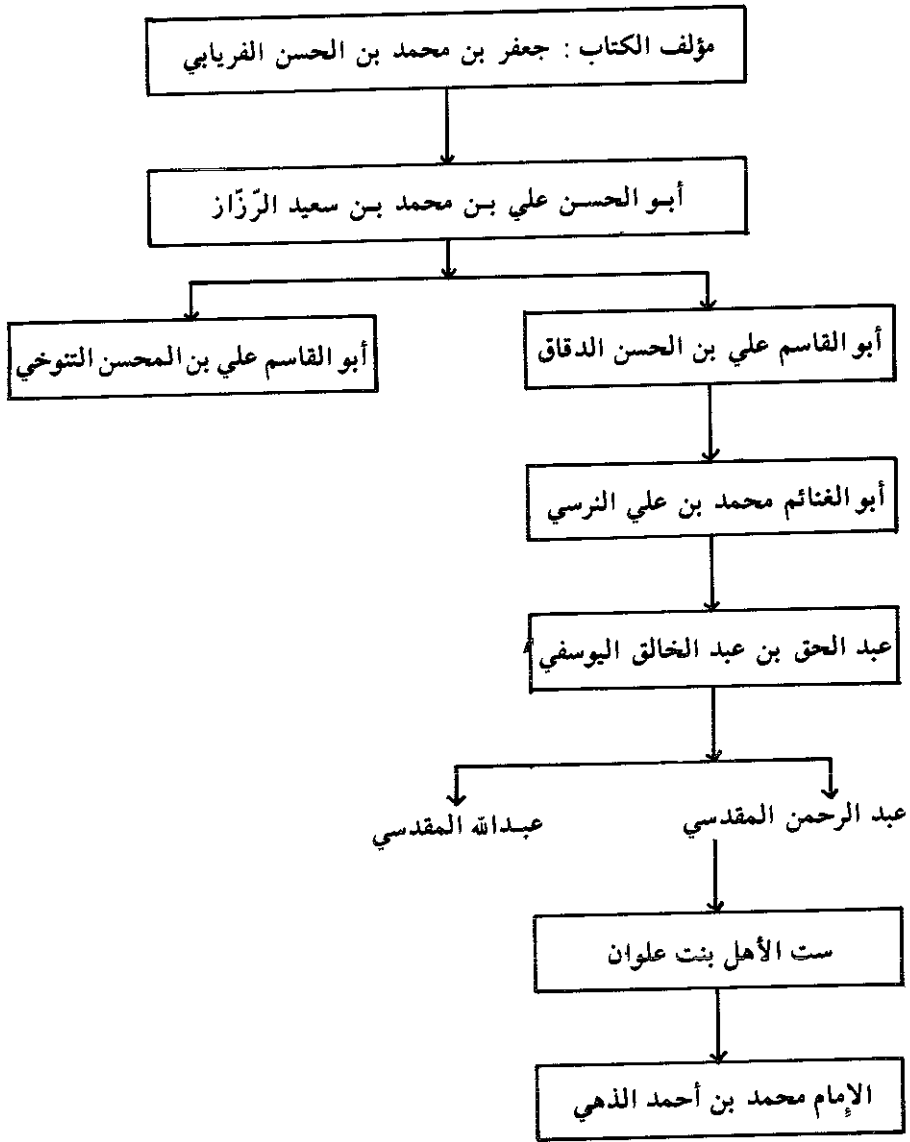 مؤلف الكتاب : جعفر بن محمد بن الحسن الفريابي
أبو الحسن علي بن محمد بن سعيد الرّزّاز
أبو القاسم علي بن الحسن الدقاق
أبو القاسم علي بن المحسن التنوخي
أبو الغنائم محمد بن علي النرسي
عبد الحق بن عبد الخالق اليوسفي
عبد الرحمن المقدسي
عبدالله المقدسي
ست الأهل بنت علوان
الإمام محمد بن أحمد الذهي